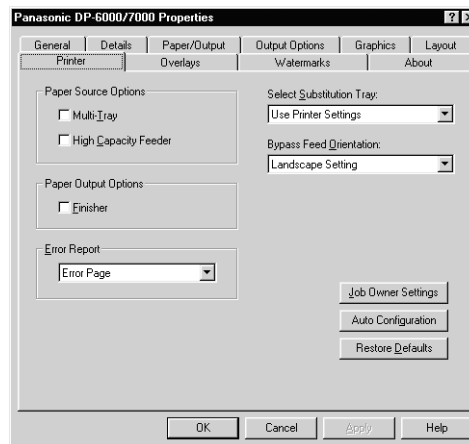 Panasonic DP-6000/7000 Properties
General Details Paper/Output Output Options Graphics Layout
Printer Overlays Watermarks About
Paper Source Options
Multi-Tray
High Capacity Feeder
Paper Output Options
Finisher
Error Report
Error Page
Select Substitution Tray:
Use Printer Settings
Bypass Feed Orientation:
Landscape Setting
Job Owner Settings
Auto Configuration
Restore Defaults
OK Cancel Apply Help